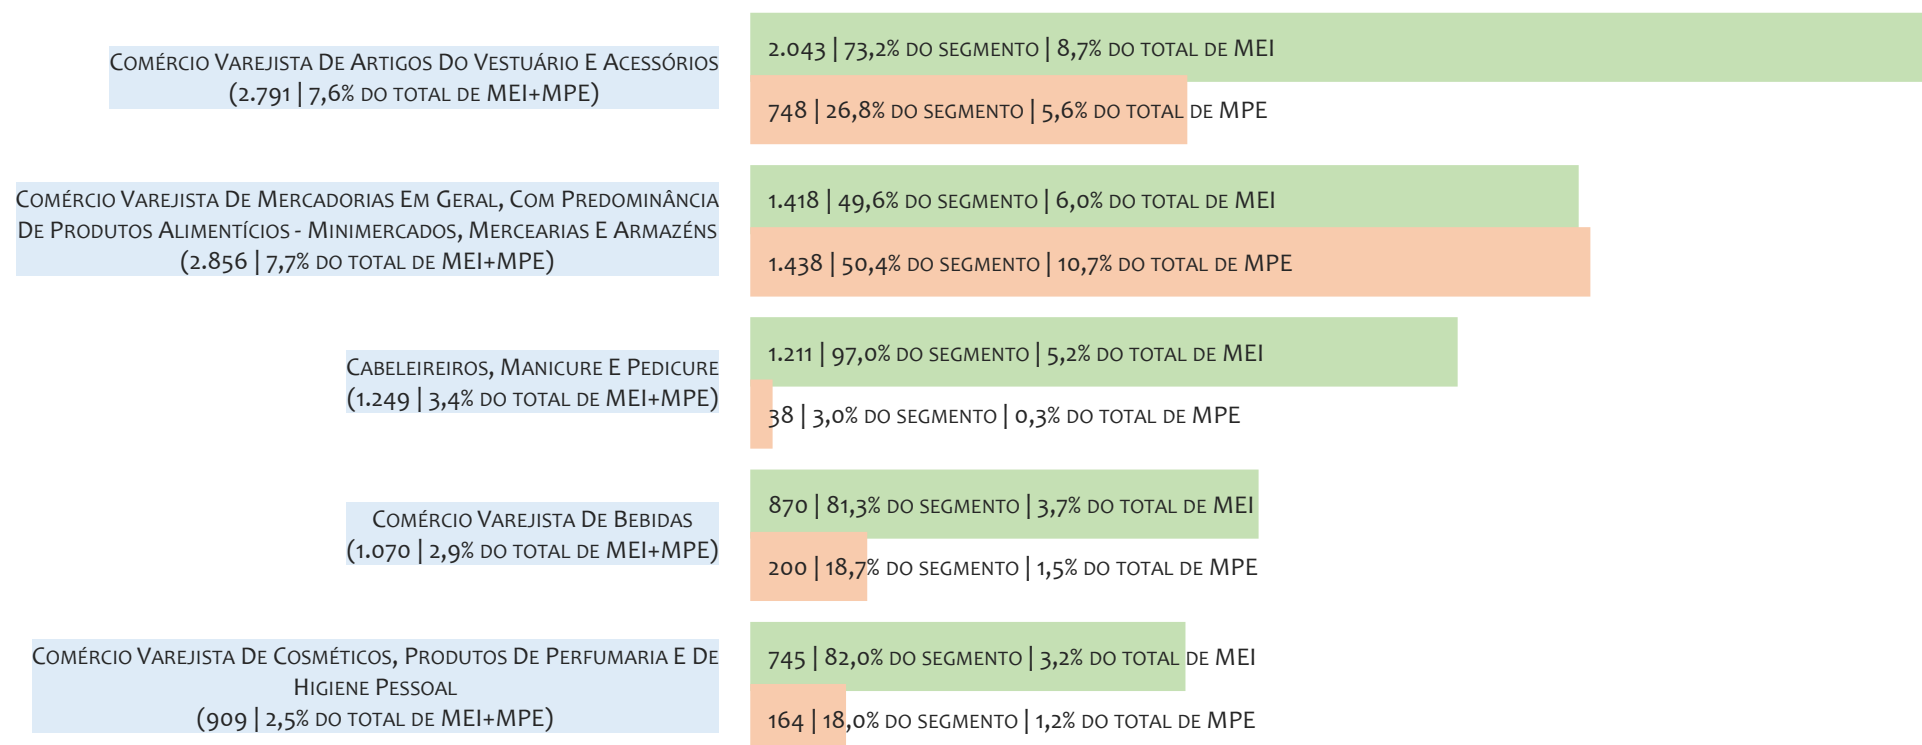 Comércio Varejista De Artigos Do Vestuário E Acessórios
(2.791 | 7,6% do total de MEI+MPE)
2.043 | 73,2% do segmento | 8,7% do total de MEI
748 | 26,8% do segmento | 5,6% do total de MPE
Comércio Varejista De Mercadorias Em Geral, Com Predominância
De Produtos Alimentícios - Minimercados, Mercearias E Armazéns
(2.856 | 7,7% do total de MEI+MPE)
1.418 | 49,6% do segmento | 6,0% do total de MEI
1.438 | 50,4% do segmento | 10,7% do total de MPE
Cabeleireiros, Manicure E Pedicure
(1.249 | 3,4% do total de MEI+MPE)
1.211 | 97,0% do segmento | 5,2% do total de MEI
38 | 3,0% do segmento | 0,3% do total de MPE
Comércio Varejista De Bebidas
(1.070 | 2,9% do total de MEI+MPE)
870 | 81,3% do segmento | 3,7% do total de MEI
200 | 18,7% do segmento | 1,5% do total de MPE
Comércio Varejista De Cosméticos, Produtos De Perfumaria E De
Higiene Pessoal
(909 | 2,5% do total de MEI+MPE)
745 | 82,0% do segmento | 3,2% do total de MEI
164 | 18,0% do segmento | 1,2% do total de MPE